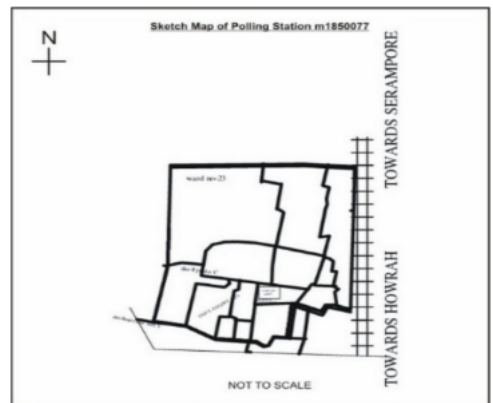 Sketch Map of Polling Station m1850077
N
TOWARDS SERAMPORE
ward no-23
TOWARDS HOWRAH
NOT TO SCALE